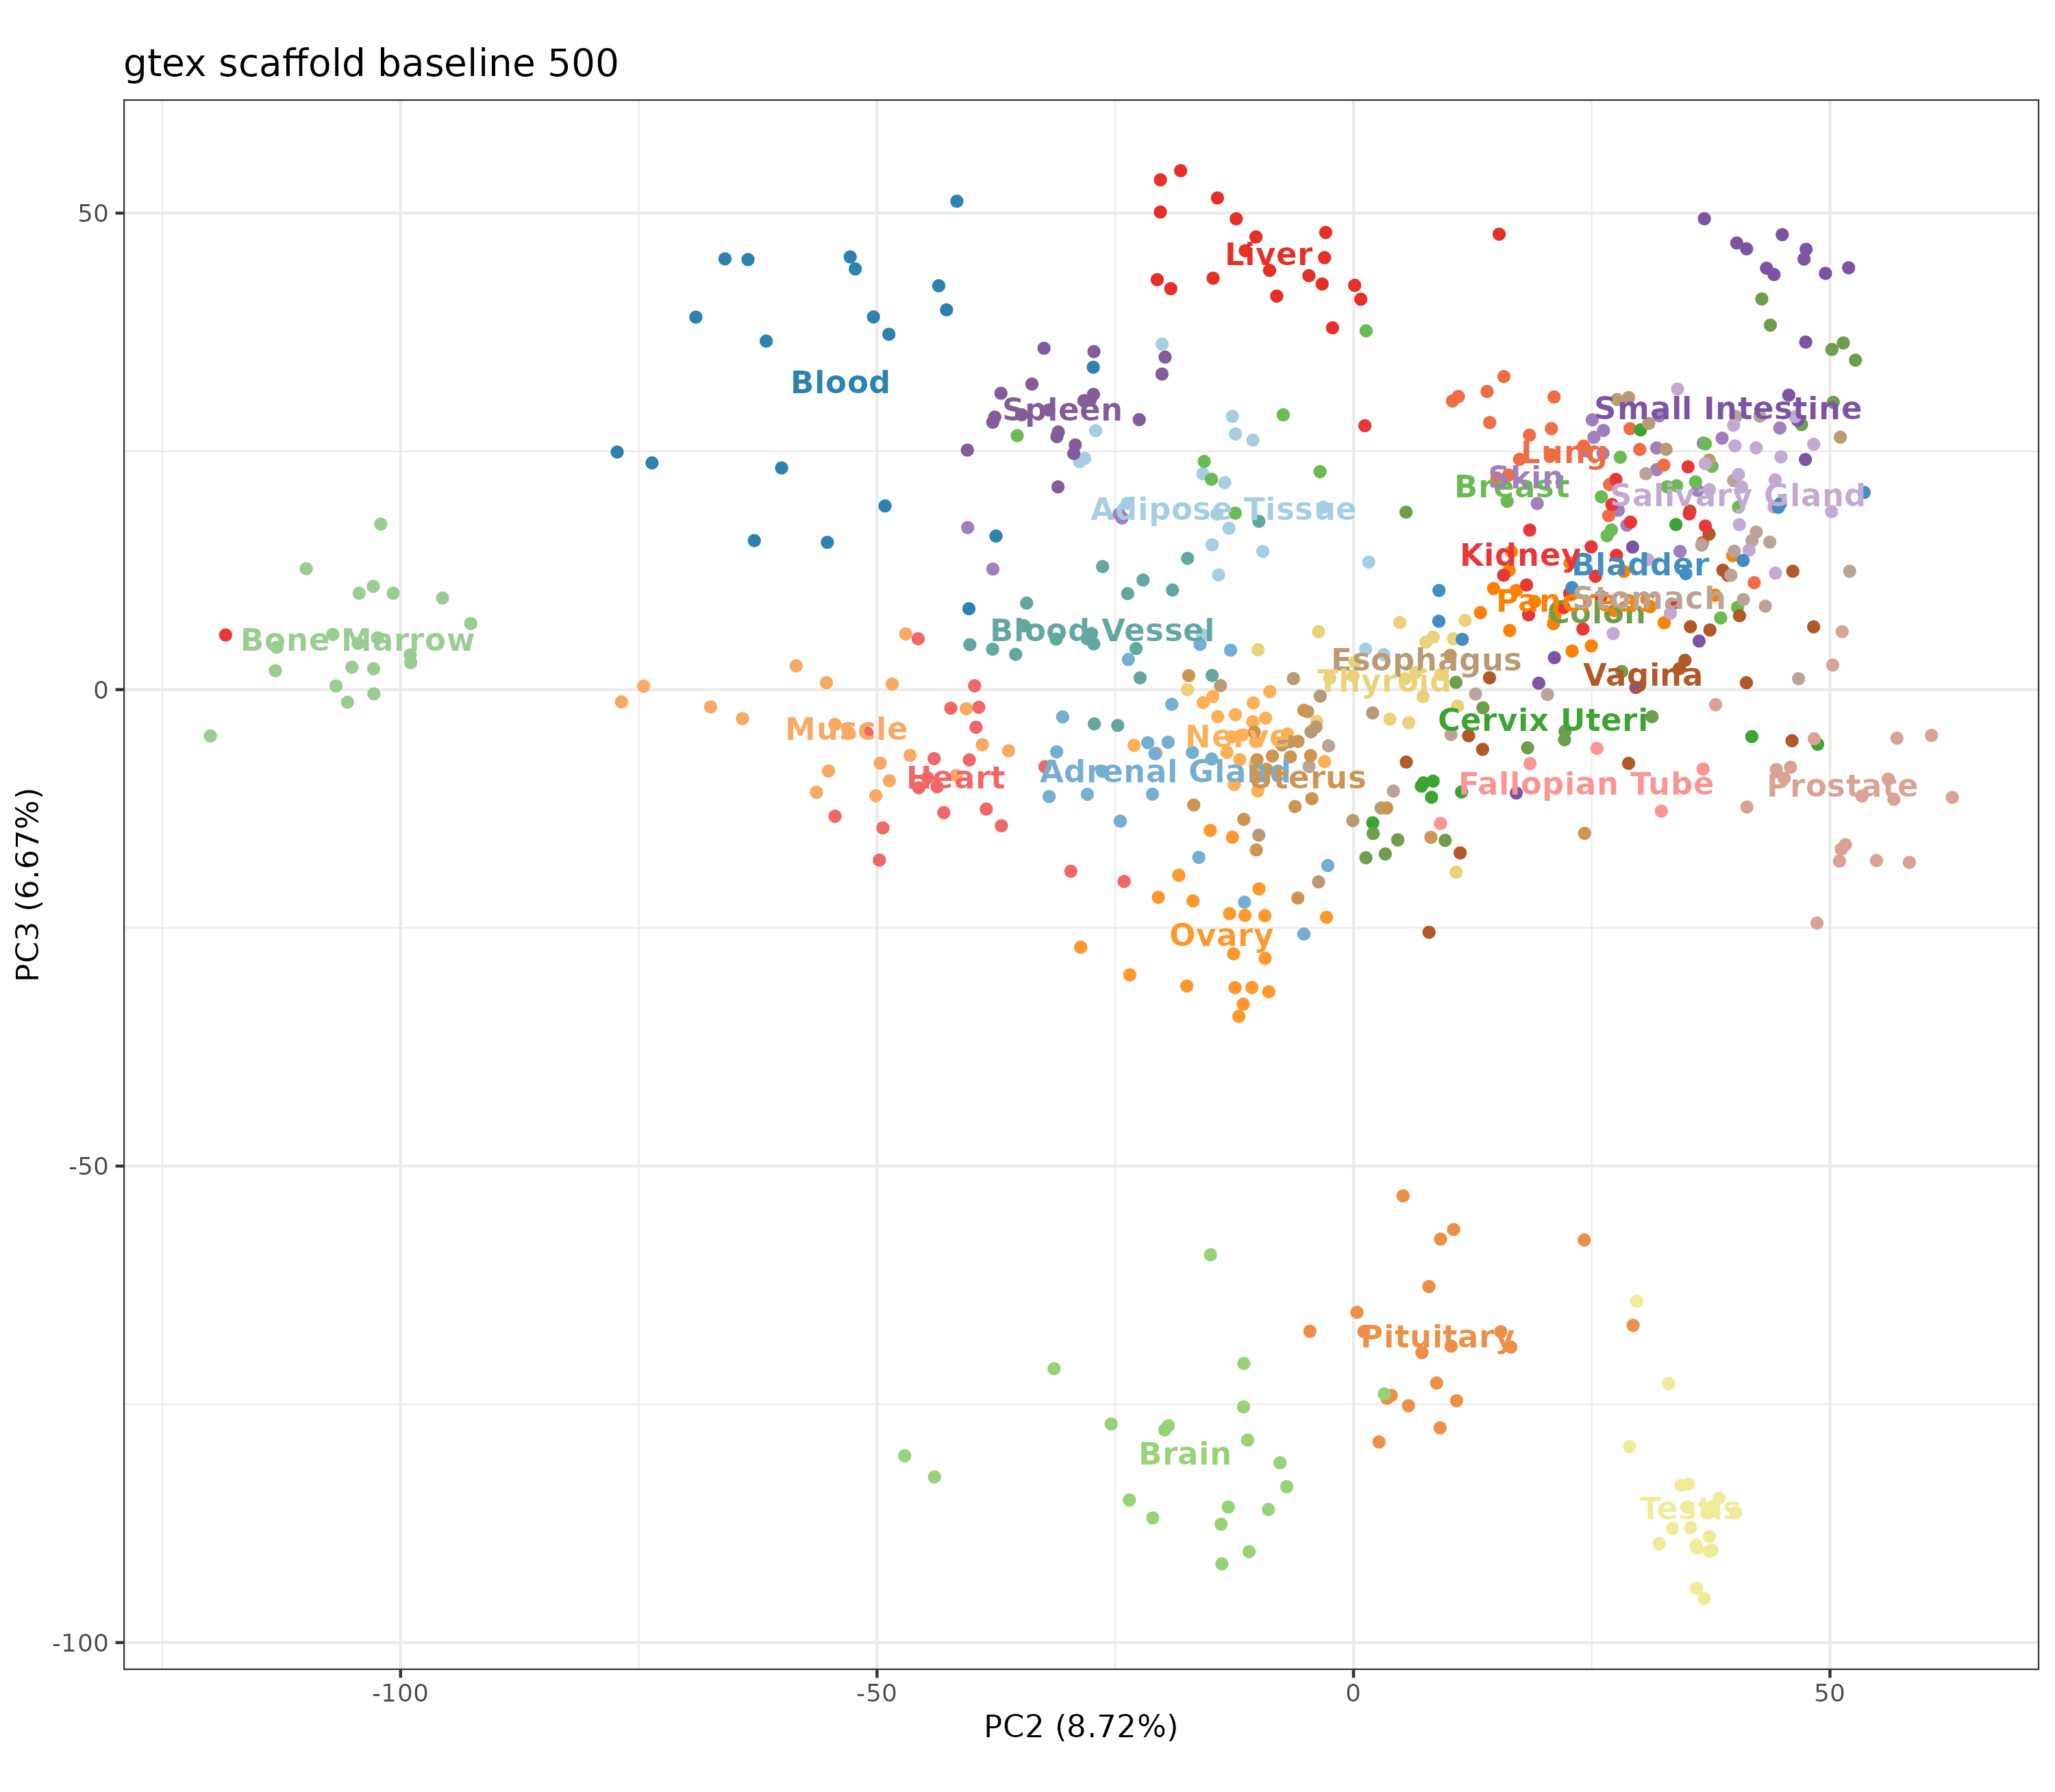 gtex scaffold baseline 500
50
0
-50
-100
PC3 (6.67%)
Liver
Blood
Spleen
Small Intestine
Lung
Skin
Breast
Salivary Gland
Adipose Tissue
Kidney
Bladder
Pancreas
Stomach
Colon
Blood Vessel
Bone Marrow
Esophagus
Thyroid
Vagina
Cervix Uteri
Muscle
Nerve
Heart
Adrenal Gland
Uterus
Fallopian Tube
Prostate
Ovary
Pituitary
Brain
Testis
-100
-50
0
50
PC2 (8.72%)